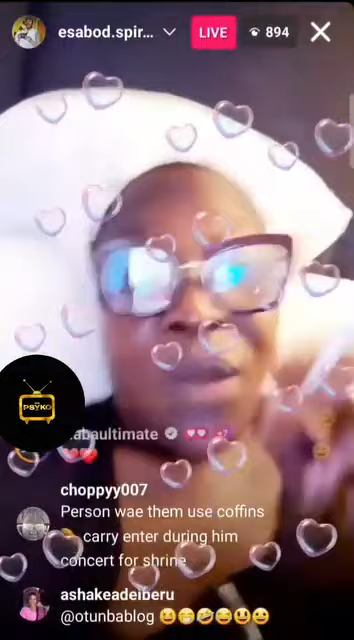 esabod.spir...
LIVE
894
PSYKO
abaultimate
choppyy007
Person wae them use coffins
carry enter during him
concert for shrine
ashakeadeiberu
@otunbablog